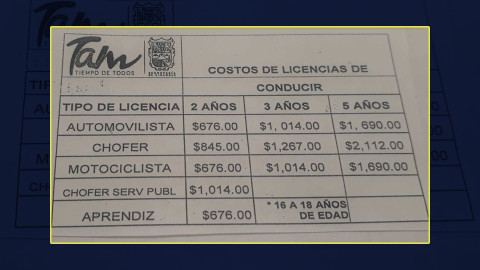 Tam
TIEMPO DE TODOS
COSTOS DE LICENCIAS DE
CONDUCIR
TIPO DE LICENCIA 2 AÑOS 3 AÑOS 5 AÑOS
AUTOMOVILISTA $676.00 $1, 014.00 $1, 690.00
CHOFER $845.00 $1,267.00 $2,112.00
MOTOCICLISTA $676.00 $1,014.00 $1,690.00
CHOFER SERV PUBL $1,014.00
APRENDIZ $676.00 * 16 A 18 AÑOS
DE EDAD